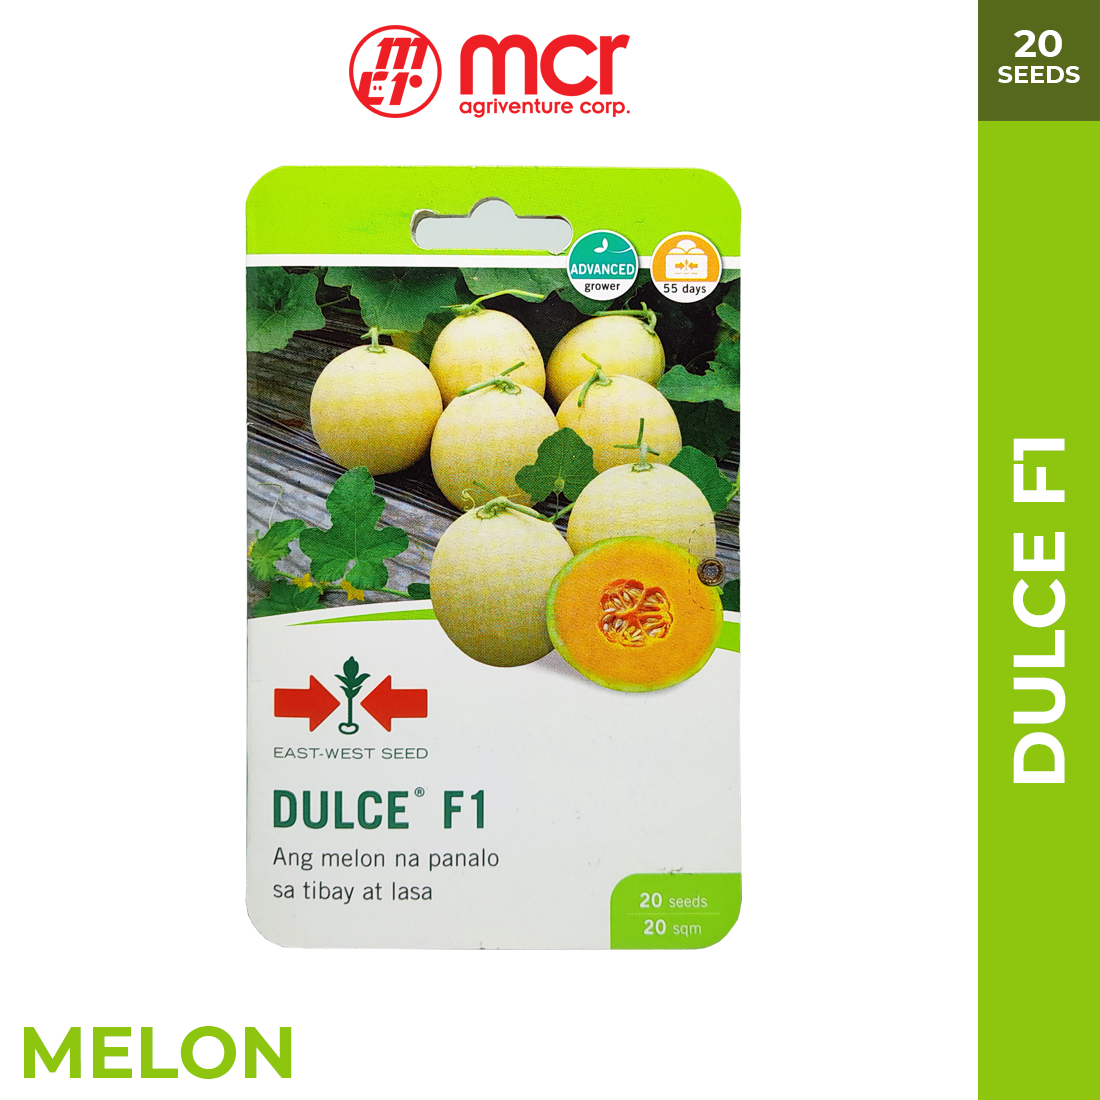 mcr
mcr
agriventure corp.
20
SEEDS
ADVANCED
grower
55 days
EAST-WEST SEED
DULCE® F1
Ang melon na panalo
sa tibay at lasa
20 seeds
20 sqm
DULCE F1
MELON